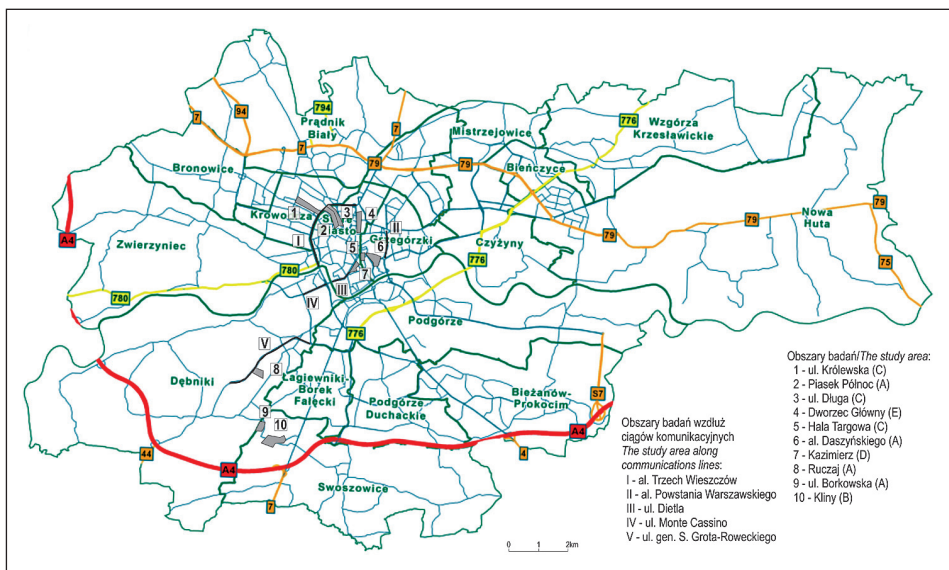 94
7
794
Prądnik
Biały
7
7
79
Mistrzejowice
776
Wzgórza
Krzesławickie
Bronowice
79
Bieńczyce
79
Krowodrza
Stare
Miasto
Grzegórzki
1
2
3
4
5
6
7
I
II
III
IV
V
A4
Zwierzyniec
780
780
Czyżyny
776
79
79
Nowa
Huta
79
75
776
Podgórze
Dębniki
8
9
10
Łagiewniki-
Borek
Fałęcki
Podgórze
Duchackie
Bieżanów-
Prokocim
S7
A4
4
44
A4
7
Swoszowice
0 1 2km
Obszary badań wzdłuż
ciągów komunikacyjnych
The study area along
communications lines:
I - al. Trzech Wieszczów
II - al. Powstania Warszawskiego
III - ul. Dietla
IV - ul. Monte Cassino
V - ul. gen. S. Grota-Roweckiego
Obszary badań/The study area:
1 - ul. Królewska (C)
2 - Piasek Północ (A)
3 - ul. Długa (C)
4 - Dworzec Główny (E)
5 - Hala Targowa (C)
6 - al. Daszyńskiego (A)
7 - Kazimierz (D)
8 - Ruczaj (A)
9 - ul. Borkowska (A)
10 - Kliny (B)